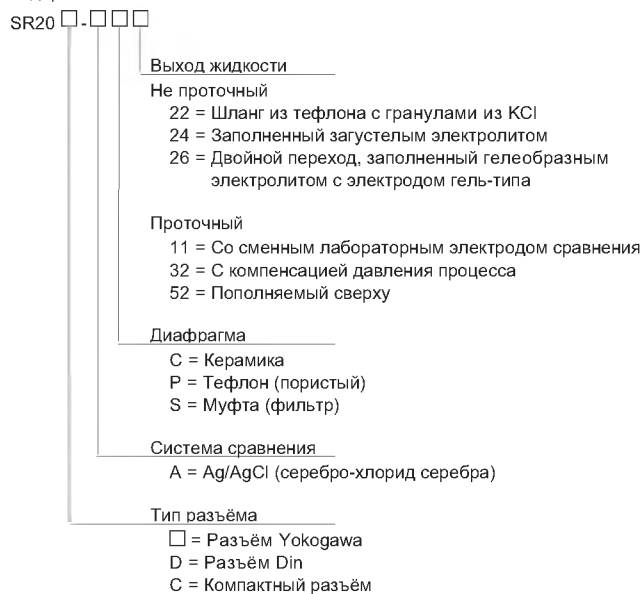 SR20 □ - □ □ □
Выход жидкости
Не проточный
22 = Шланг из тефлона с гранулами из KCl
24 = Заполненный загустелым электролитом
26 = Двойной переход, заполненный гелеобразным
электролитом с электродом гель-типа
Проточный
11 = Со сменным лабораторным электродом сравнения
32 = С компенсацией давления процесса
52 = Пополняемый сверху
Диафрагма
C = Керамика
P = Тефлон (пористый)
S = Муфта (фильтр)
Система сравнения
A = Ag/AgCl (серебро-хлорид серебра)
Тип разъёма
□ = Разъём Yokogawa
D = Разъём Din
C = Компактный разъём